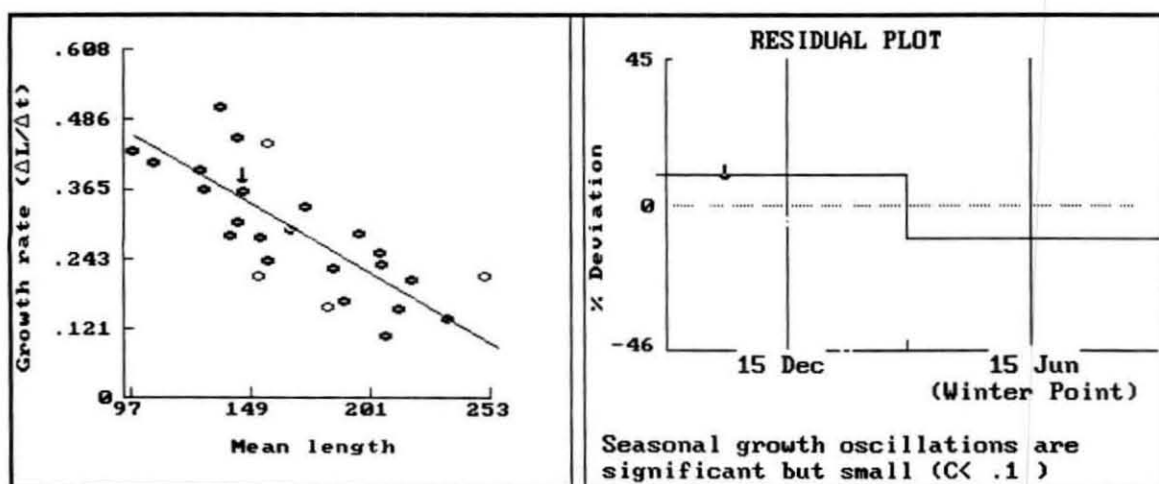 .608
.486
.365
.243
.121
0
97 149 201 253
Mean length
Growth rate (ΔL/Δt)
RESIDUAL PLOT
45
0
-46
% Deviation
15 Dec 15 Jun
(Winter Point)
Seasonal growth oscillations are
significant but small (C< .1 )